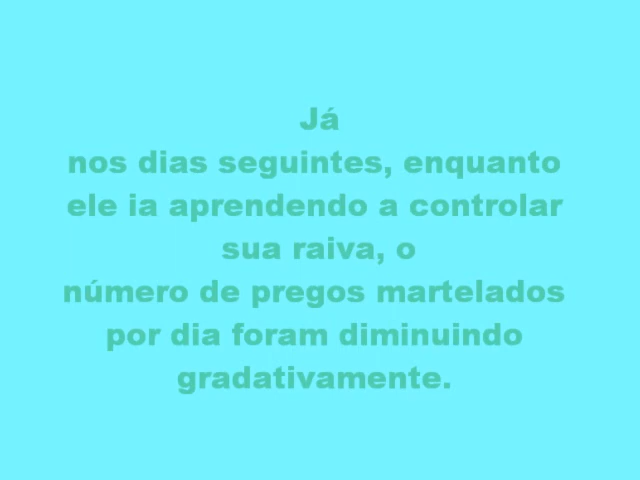 Já
nos dias seguintes, enquanto
ele ia aprendendo a controlar
sua raiva, o
número de pregos martelados
por dia foram diminuindo
gradativamente.